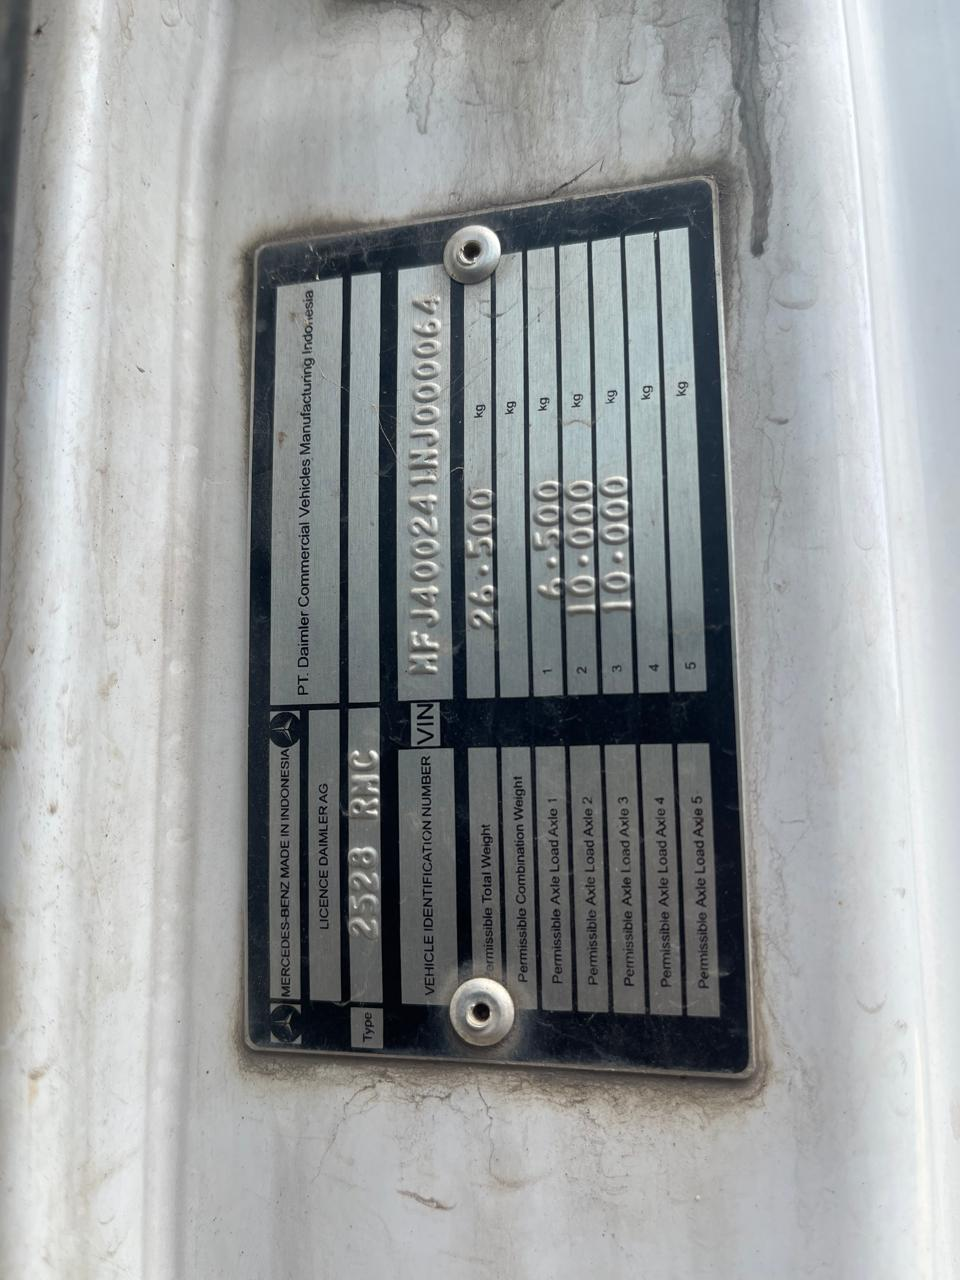 MERCEDES-BENZ MADE IN INDONESIA
PT. Daimler Commercial Vehicles Manufacturing Indonesia
LICENCE DAIMLER AG
Type 2528 RMC
VEHICLE IDENTIFICATION NUMBER VIN MFJ400241NJ000064
Permissible Total Weight 26.500 kg
Permissible Combination Weight kg
Permissible Axle Load Axle 1 1 6.500 kg
Permissible Axle Load Axle 2 2 10.000 kg
Permissible Axle Load Axle 3 3 10.000 kg
Permissible Axle Load Axle 4 4 kg
Permissible Axle Load Axle 5 5 kg